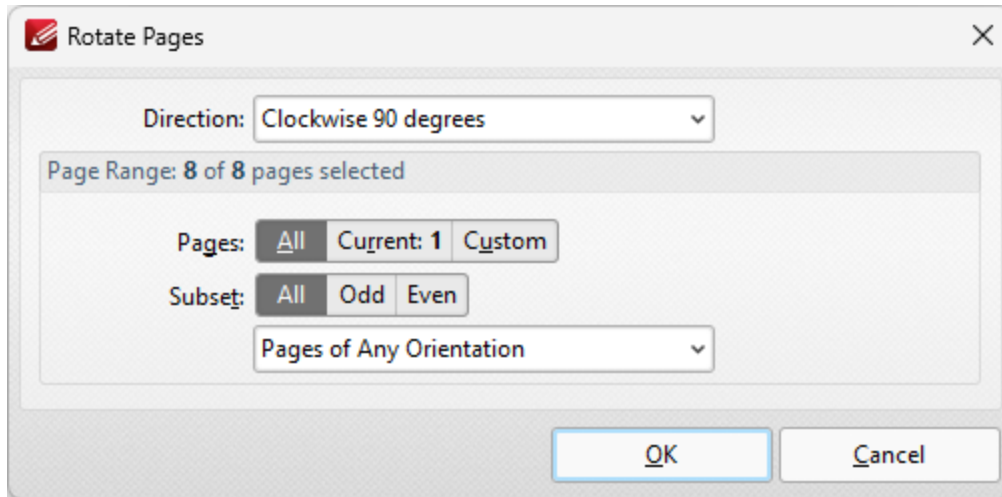 Rotate Pages
Direction: Clockwise 90 degrees
Page Range: 8 of 8 pages selected
Pages: All Current: 1 Custom
Subset: All Odd Even
Pages of Any Orientation
OK Cancel